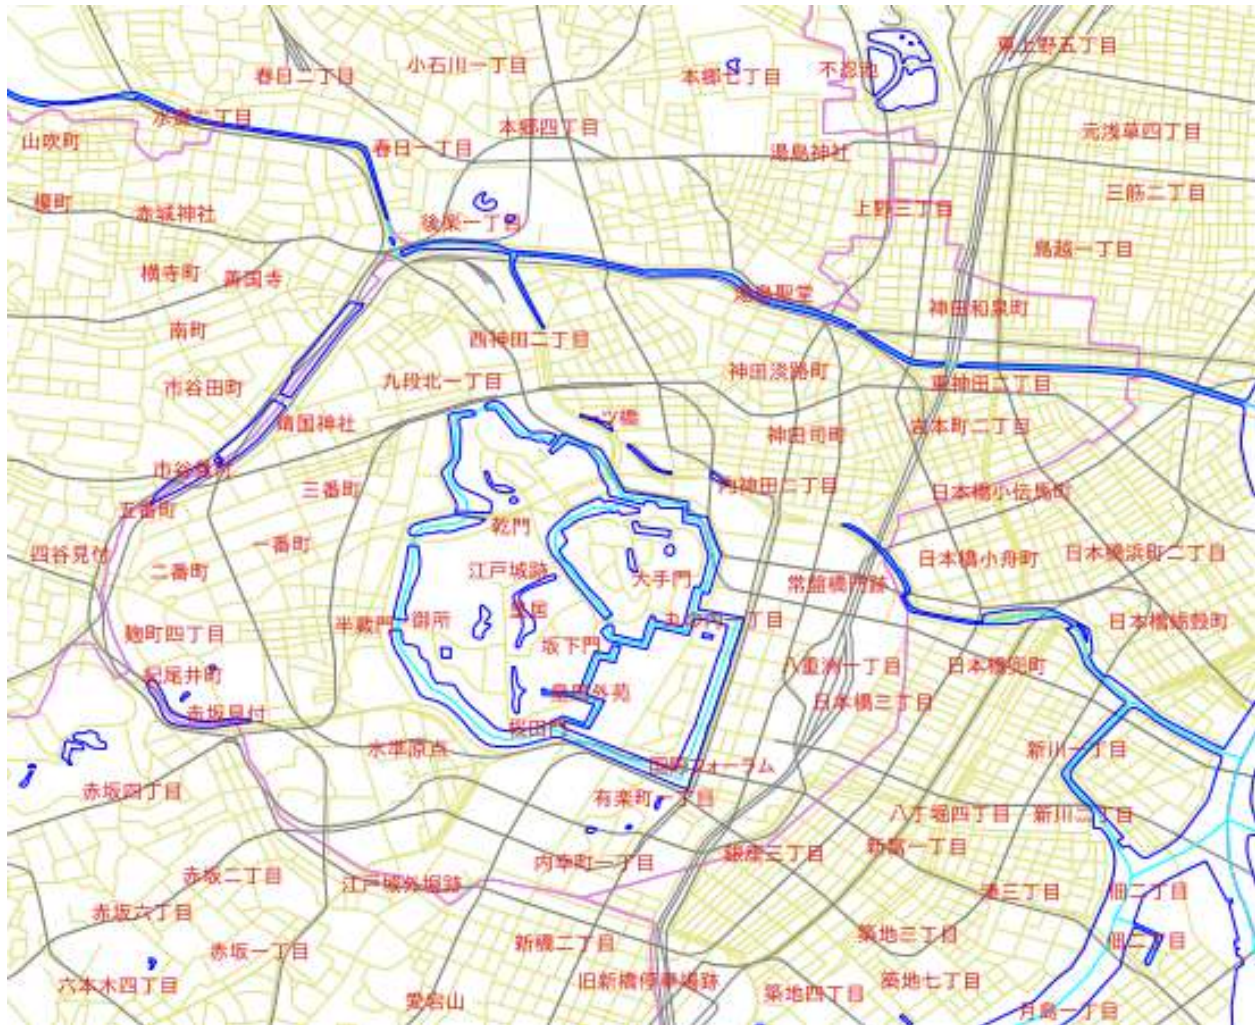 東上野五丁目
小石川一丁目
不忍池
春日二丁目
本郷七丁目
水道二丁目
本郷四丁目
元浅草四丁目
山吹町
春日一丁目
湯島神社
三筋二丁目
榎町
赤城神社
上野三丁目
後楽一丁目
鳥越一丁目
横寺町
善国寺
湯島聖堂
神田和泉町
南町
西神田二丁目
神田淡路町
市谷田町
九段北一丁目
東神田二丁目
靖国神社
一ツ橋
神田司町
岩本町二丁目
三番町
内神田二丁目
日本橋小伝馬町
五番町
乾門
一番町
四谷見付
日本橋小舟町
日本橋浜町二丁目
二番町
江戸城跡
大手門
常盤橋門跡
皇居
半蔵門
御所
丸の内一丁目
日本橋蛎殻町
麹町四丁目
坂下門
紀尾井町
八重洲一丁目
日本橋兜町
皇居外苑
日本橋三丁目
赤坂見付
桜田門
水準原点
新川一丁目
国際フォーラム
赤坂四丁目
有楽町一丁目
八丁堀四丁目
新川二丁目
新富一丁目
銀座三丁目
内幸町一丁目
赤坂二丁目
江戸城外堀跡
湊三丁目
佃二丁目
赤坂六丁目
築地三丁目
佃二丁目
新橋二丁目
赤坂一丁目
旧新橋停車場跡
築地七丁目
六本木四丁目
築地四丁目
愛宕山
月島一丁目